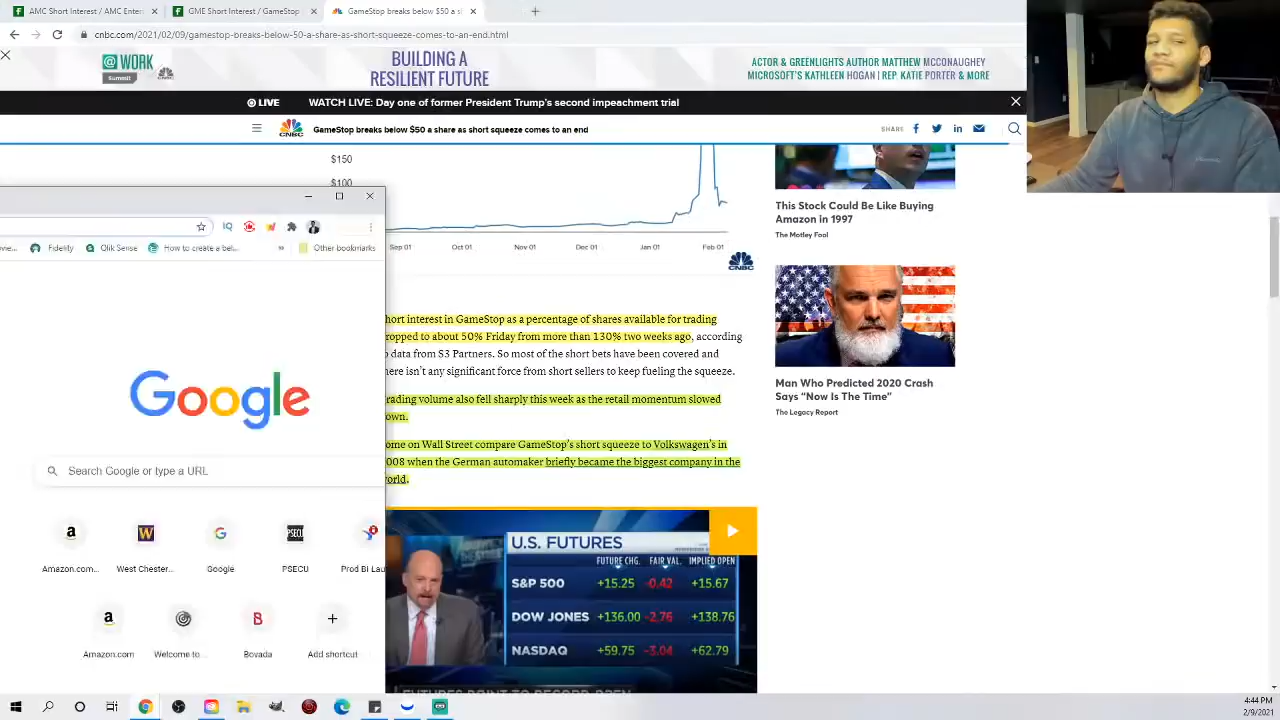 AMC Short Interest / AMC Enter
GME Short Interest / GameStop
GameStop breaks below $50 a s
cnbc.com/2021/02/09/gamestop-breaks-below-50-a-share-as-short-squeeze-comes-to-an-end.html
@WORK
Summit
BUILDING A
RESILIENT FUTURE
ACTOR & GREENLIGHTS AUTHOR MATTHEW MCCONAUGHEY
MICROSOFT'S KATHLEEN HOGAN | REP. KATIE PORTER & MORE
LIVE
WATCH LIVE: Day one of former President Trump's second impeachment trial
CNBC
GameStop breaks below $50 a share as short squeeze comes to an end
SHARE
$150
$100
Sep 01
Oct 01
Nov 01
Dec 01
Jan 01
Feb 01
CNBC
Fidelity
Qlik Sense
How to create a bel...
Other bookmarks
hort interest in GameStop as a percentage of shares available for trading
opped to about 50% Friday from more than 130% two weeks ago, according
data from S3 Partners. So most of the short bets have been covered and
ere isn't any significant force from short sellers to keep fueling the squeeze.
rading volume also fell sharply this week as the retail momentum slowed
own.
ome on Wall Street compare GameStop's short squeeze to Volkswagen's in
008 when the German automaker briefly became the biggest company in the
orld.
Google
Search Google or type a URL
Amazon.com...
West Chester...
Google
PSECU
PSECU
Prod Bi Lau
Amazon.com
Welcome to...
Bovada
Add shortcut
U.S. FUTURES
FUTURE CHG. FAIR VAL. IMPLIED OPEN
S&P 500 +15.25 -0.42 +15.67
DOW JONES +136.00 -2.76 +138.76
NASDAQ +59.75 -3.04 +62.79
FUTURES POINT TO RECORD OPEN
This Stock Could Be Like Buying
Amazon in 1997
The Motley Fool
Man Who Predicted 2020 Crash
Says "Now Is The Time"
The Legacy Report
4:44 PM
2/9/2021